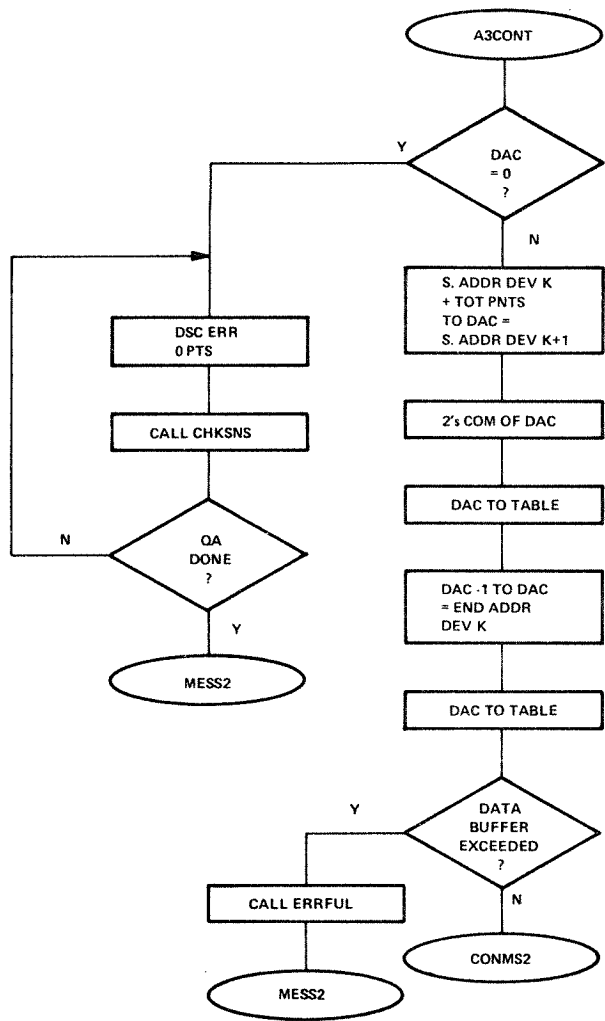 A3CONT
DAC
= 0
?
Y
N
S. ADDR DEV K
+ TOT PNTS
TO DAC =
S. ADDR DEV K+1
DSC ERR
0 PTS
2's COM OF DAC
CALL CHKSNS
DAC TO TABLE
QA
DONE
?
N
Y
DAC -1 TO DAC
= END ADDR
DEV K
MESS2
DAC TO TABLE
DATA
BUFFER
EXCEEDED
?
Y
N
CALL ERRFUL
CONMS2
MESS2